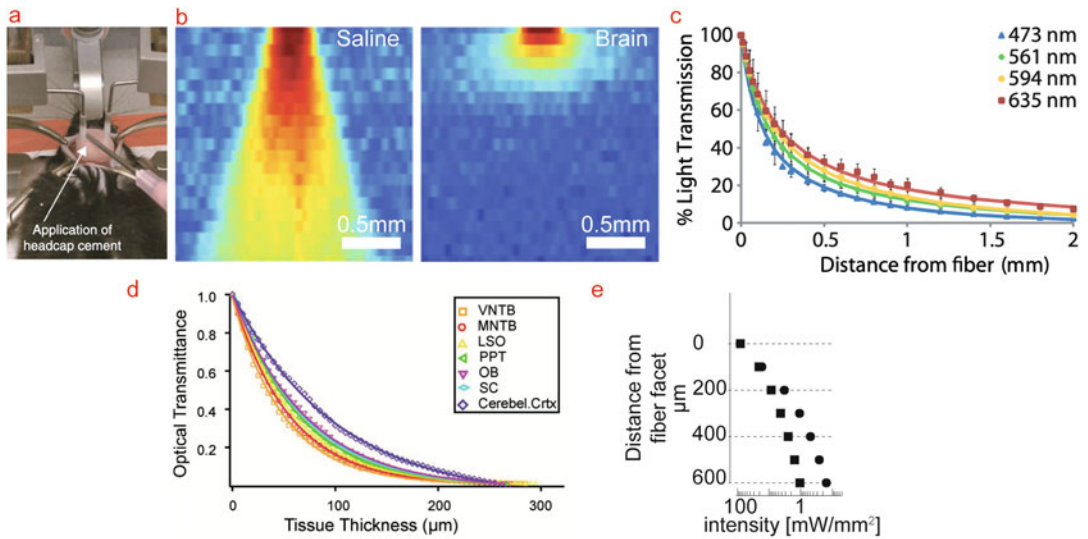 a
Application of
headcap cement
b
Saline
0.5mm
Brain
0.5mm
c
% Light Transmission
100
80
60
40
20
0
473 nm
561 nm
594 nm
635 nm
0
0.5
1
1.5
2
Distance from fiber (mm)
d
Optical Transmittance
1.0
0.8
0.6
0.4
0.2
VNTB
MNTB
LSO
PPT
OB
SC
Cerebel.Crtx
0
100
200
300
Tissue Thickness (µm)
e
Distance from
fiber facet
µm
0
200
400
600
100
1
intensity [mW/mm²]